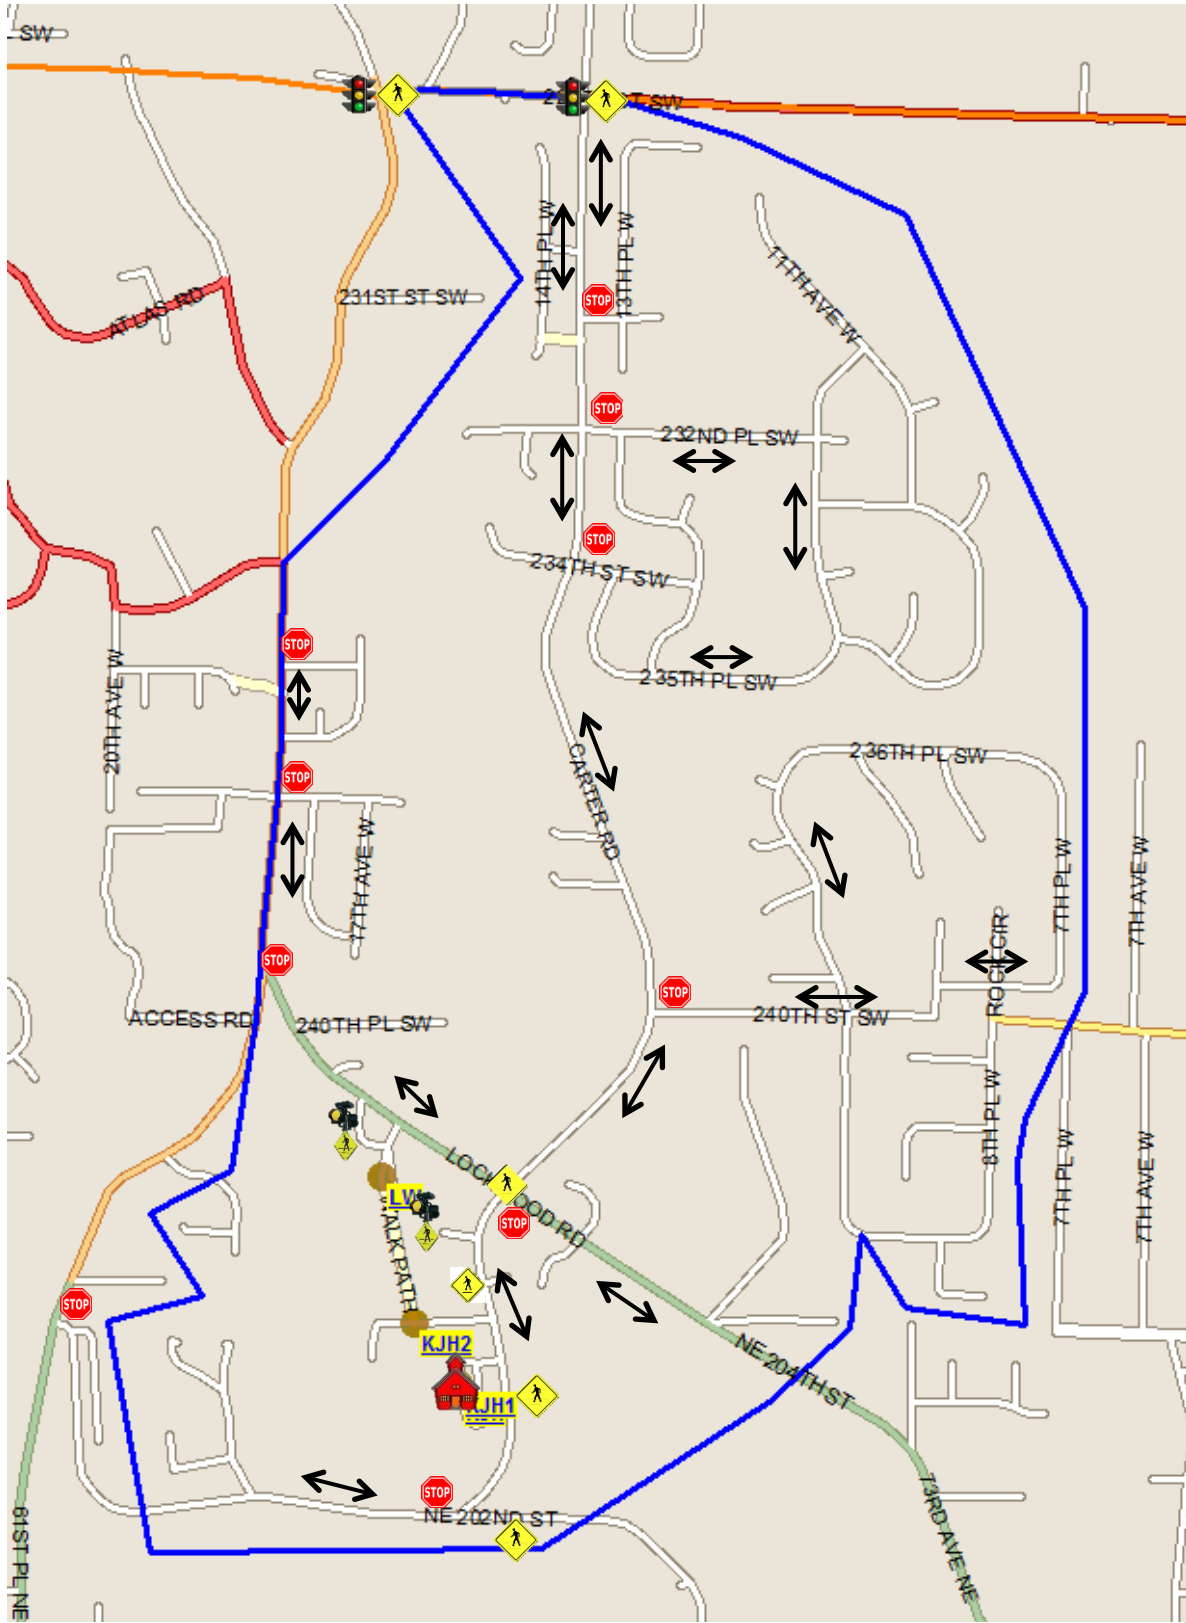 SW
ST SW
14TH PL W
13TH PL W
11TH AVE W
ATLAS RD
231ST ST SW
STOP
STOP
232ND PL SW
STOP
234TH ST SW
STOP
20TH AVE W
235TH PL SW
236TH PL SW
STOP
CARTER RD
17TH AVE W
7TH PL W
7TH AVE W
ROCK CIR
STOP
STOP
ACCESS RD
240TH PL SW
240TH ST SW
8TH PL W
7TH PL W
7TH AVE W
LW
WALK PATH
STOP
STOP
KJH2
KJH1
NE 204TH ST
STOP
NE 202ND ST
73RD AVE NE
61ST PL NE